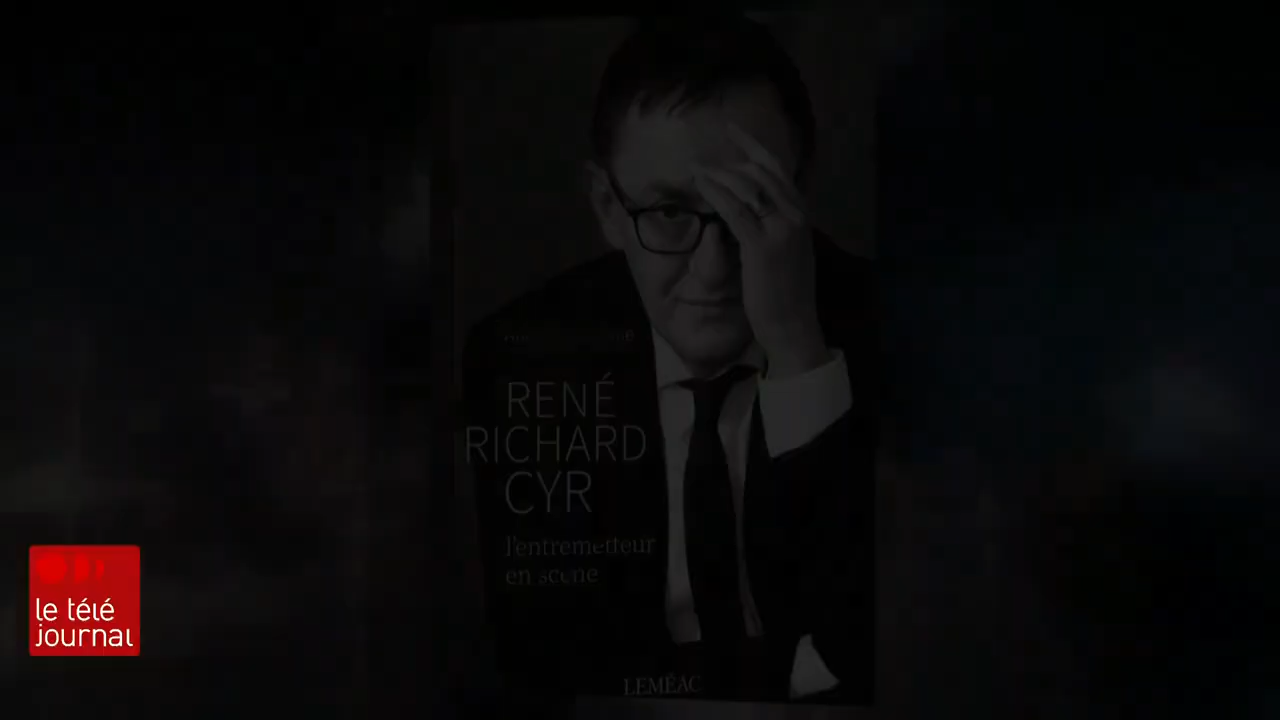 RENÉ
RICHARD
CYR
l'entremetteur
en scène
LEMÉAC
le télé
journal